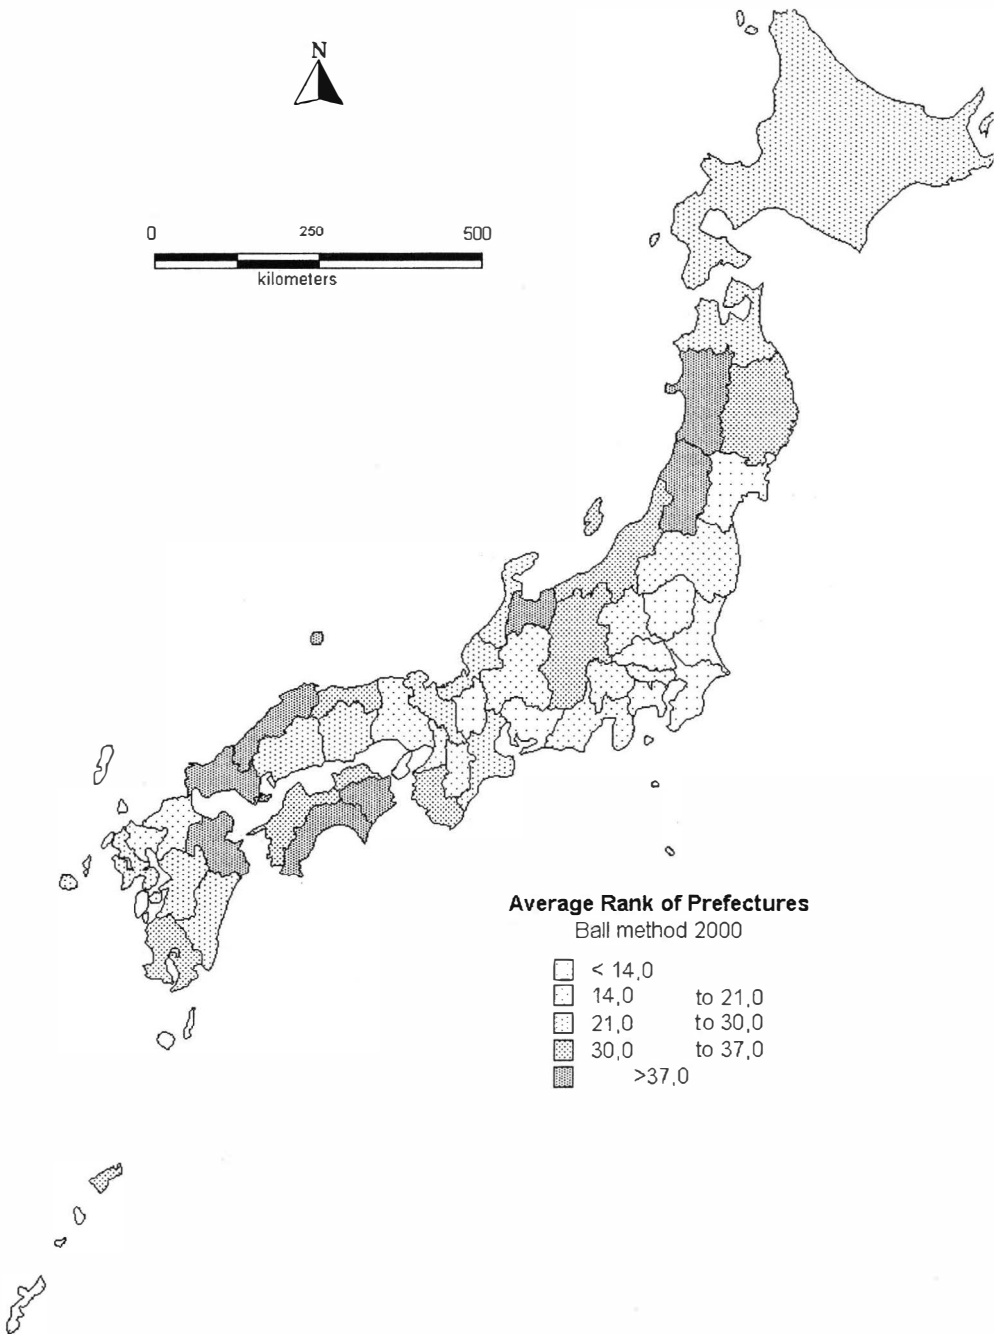 N
0 250 500
kilometers
Average Rank of Prefectures
Ball method 2000
< 14,0
14,0 to 21,0
21,0 to 30,0
30,0 to 37,0
>37,0